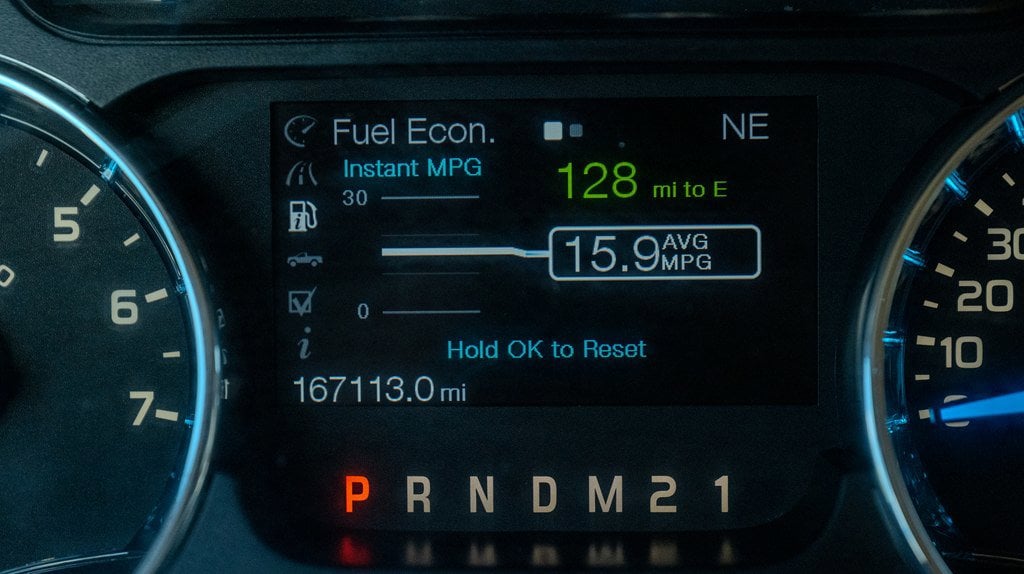 Fuel Econ.
NE
Instant MPG
128 mi to E
30
15.9 AVG MPG
0
Hold OK to Reset
167113.0 mi
P R N D M 2 1
5
6
7
30
20
10
0